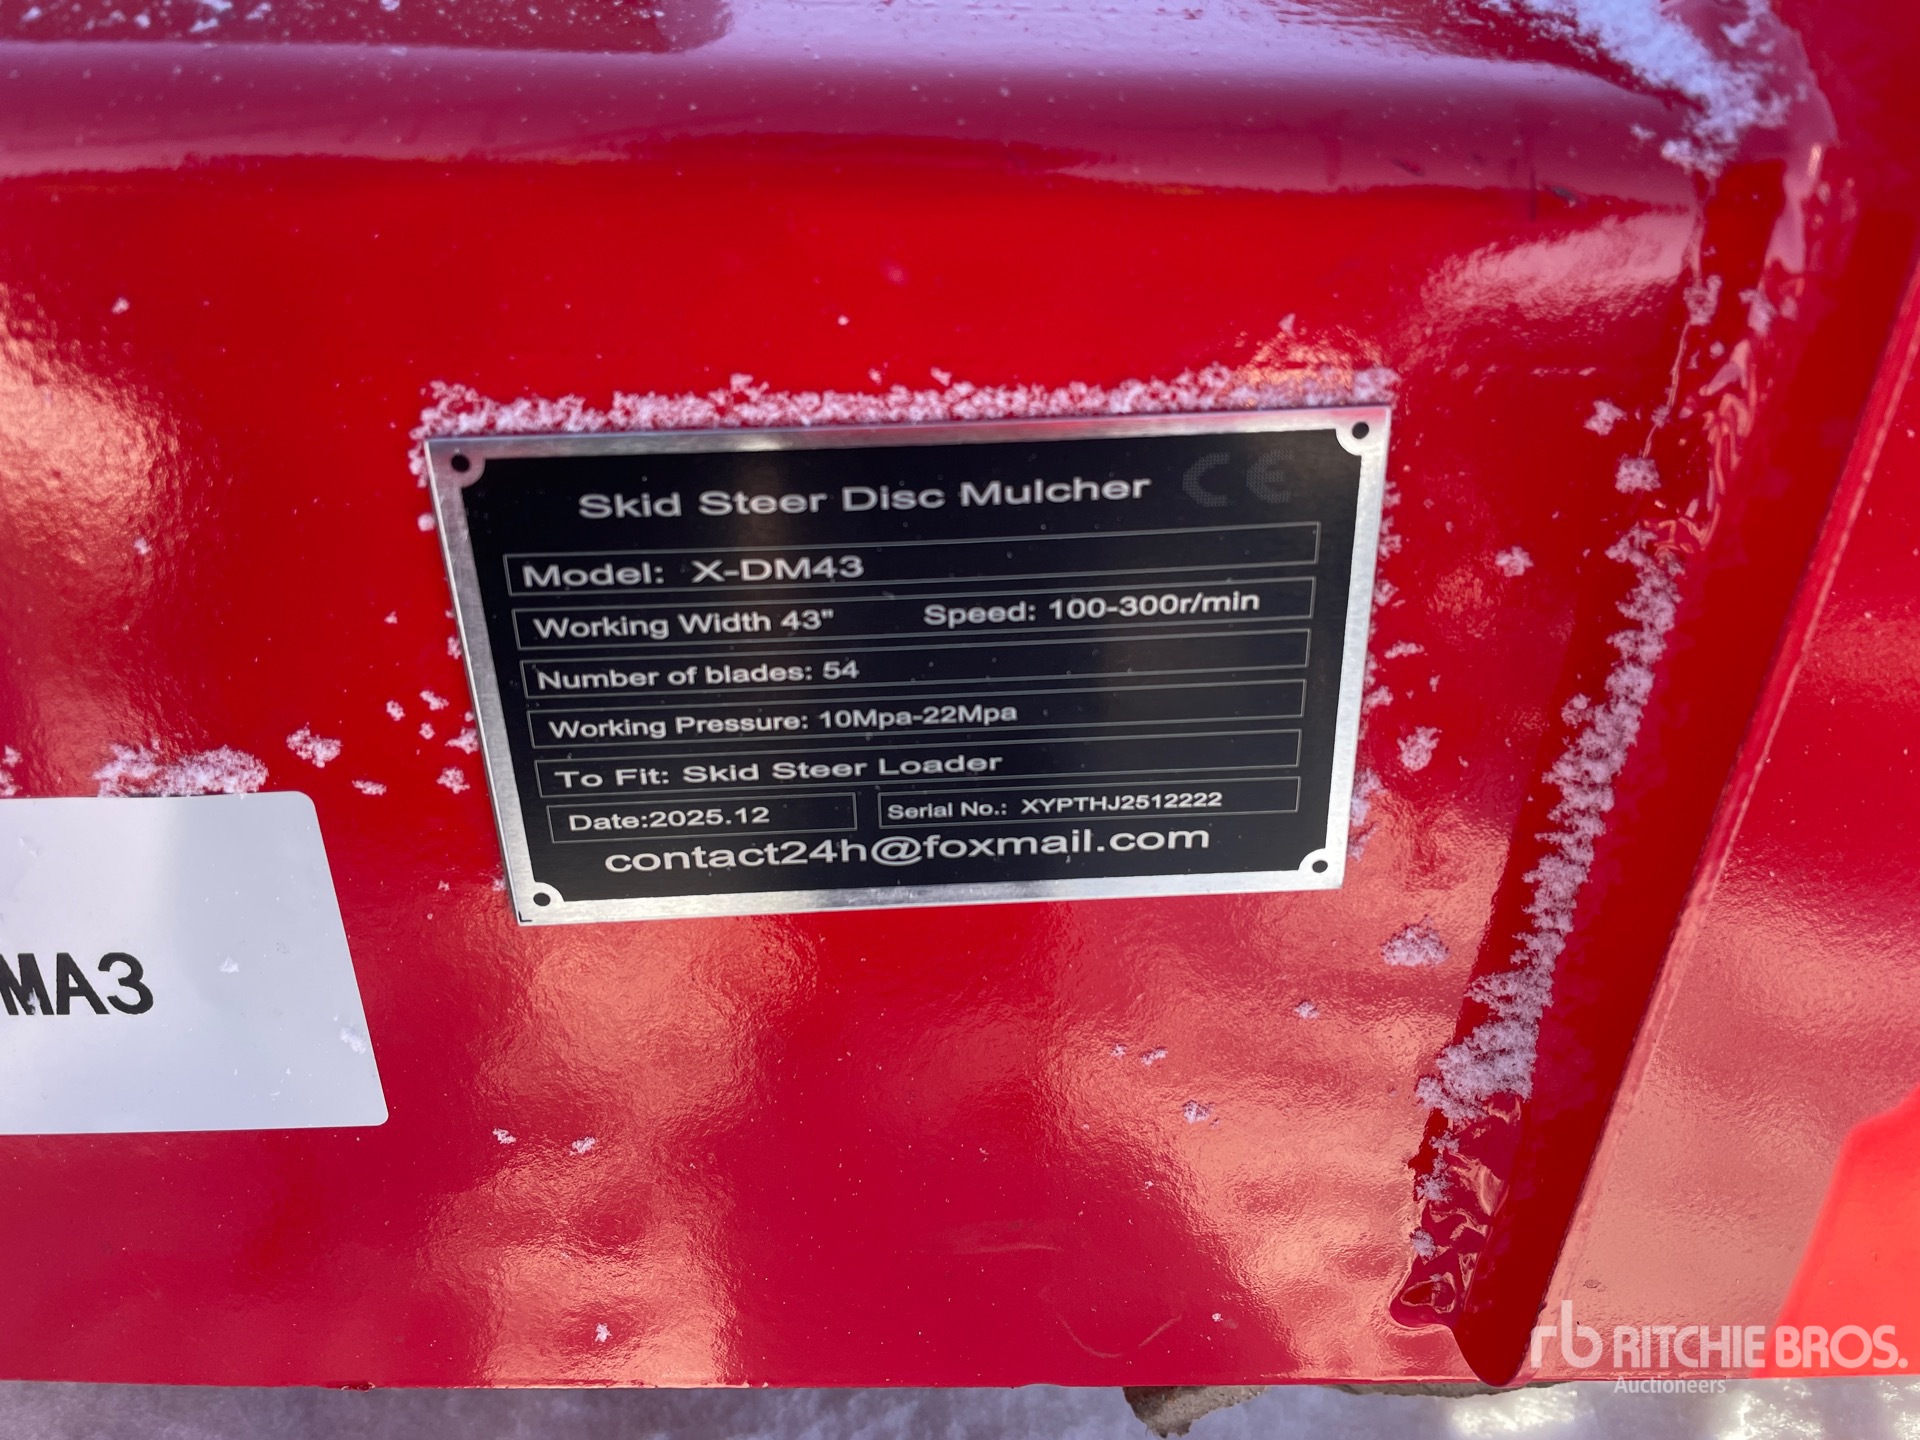 Skid Steer Disc Mulcher CE
Model: X-DM43
Working Width 43" Speed: 100-300r/min
Number of blades: 54
Working Pressure: 10Mpa-22Mpa
To Fit: Skid Steer Loader
Date:2025.12 Serial No.: XYPTHJ2512222
contact24h@foxmail.com
MA3
rb RITCHIE BROS.
Auctioneers